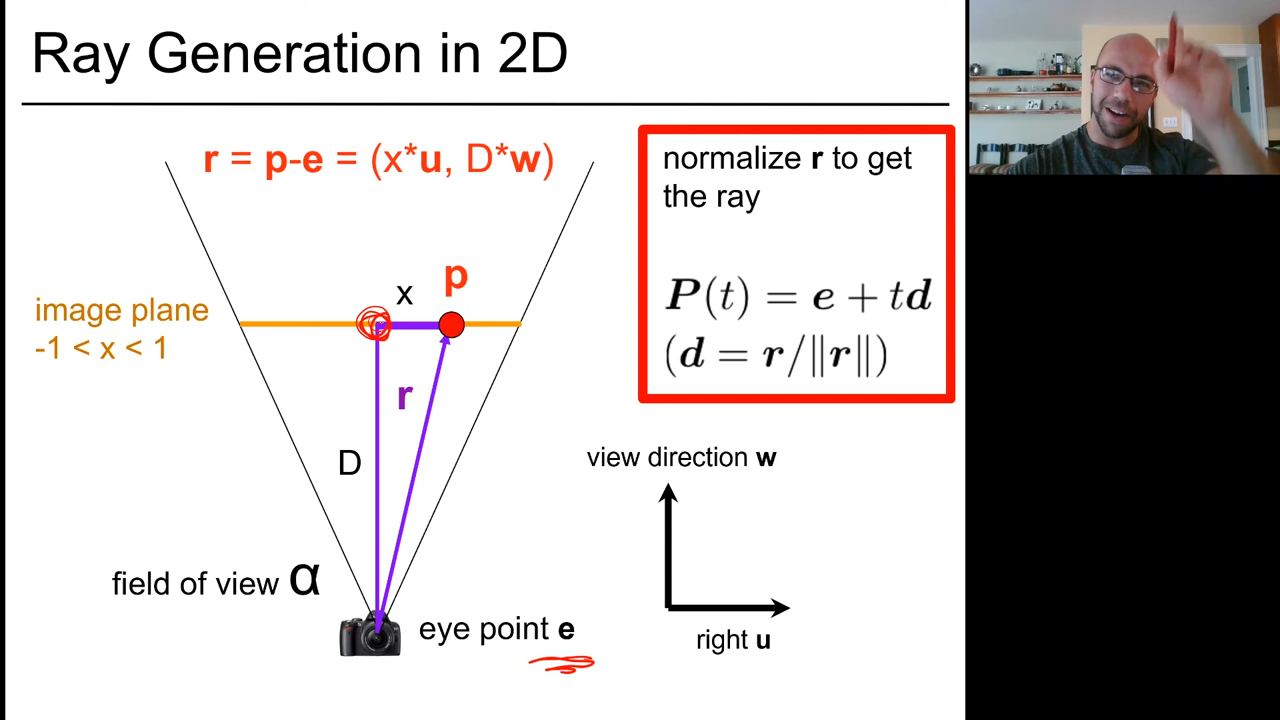 Ray Generation in 2D
r = p-e = (x*u, D*w)
normalize r to get
the ray
P(t) = e + td
(d = r/‖r‖)
p
x
image plane
-1 < x < 1
r
D
view direction w
field of view α
eye point e
right u